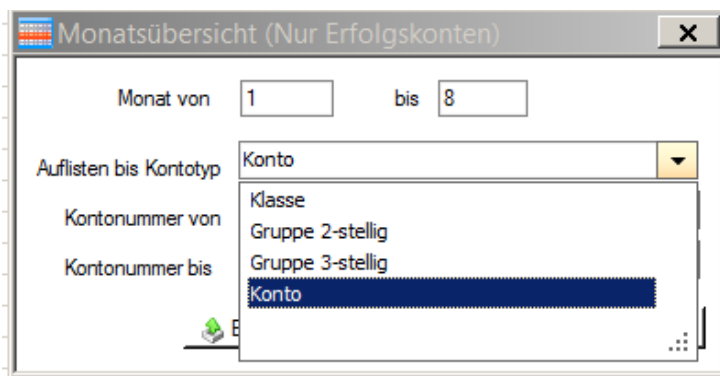 Monatsübersicht (Nur Erfolgskonten)
Monat von 1 bis 8
Auflisten bis Kontotyp Konto
Klasse
Kontonummer von
Gruppe 2-stellig
Gruppe 3-stellig
Kontonummer bis
Konto